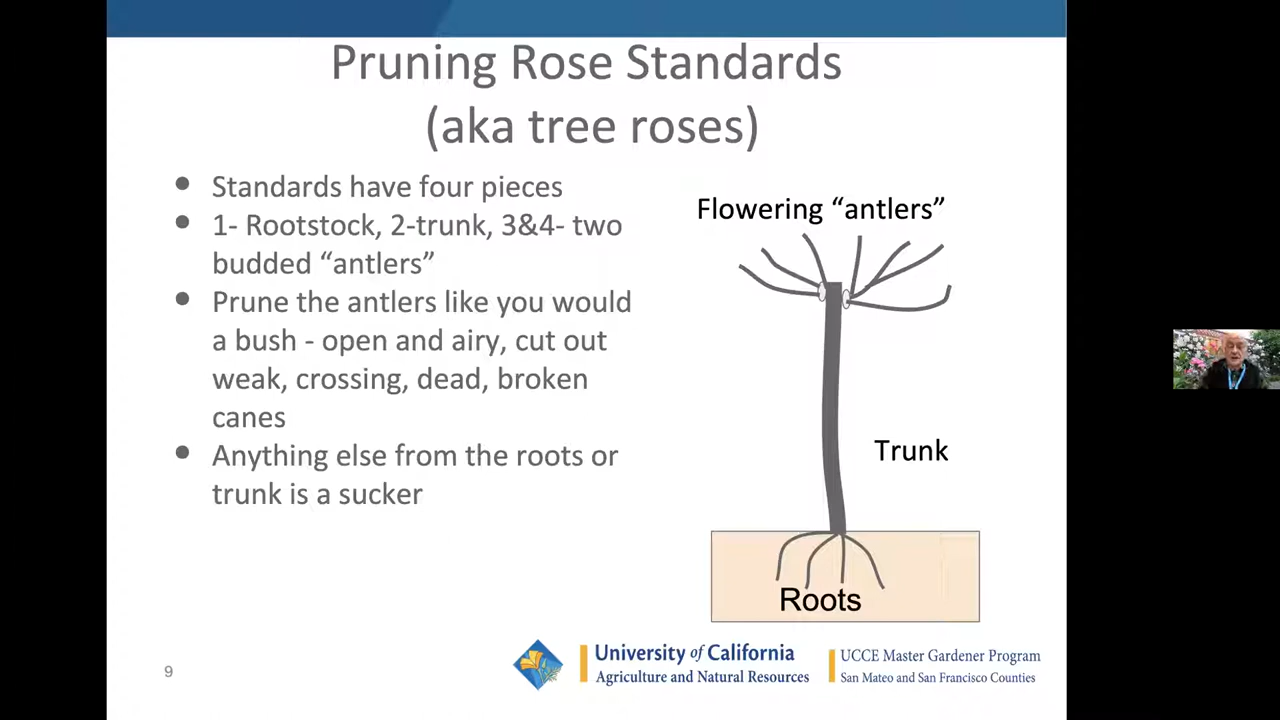 Pruning Rose Standards
(aka tree roses)
● Standards have four pieces
● 1- Rootstock, 2-trunk, 3&4- two
budded “antlers”
● Prune the antlers like you would
a bush - open and airy, cut out
weak, crossing, dead, broken
canes
● Anything else from the roots or
trunk is a sucker
Flowering “antlers”
Trunk
Roots
9
University of California
Agriculture and Natural Resources
UCCE Master Gardener Program
San Mateo and San Francisco Counties